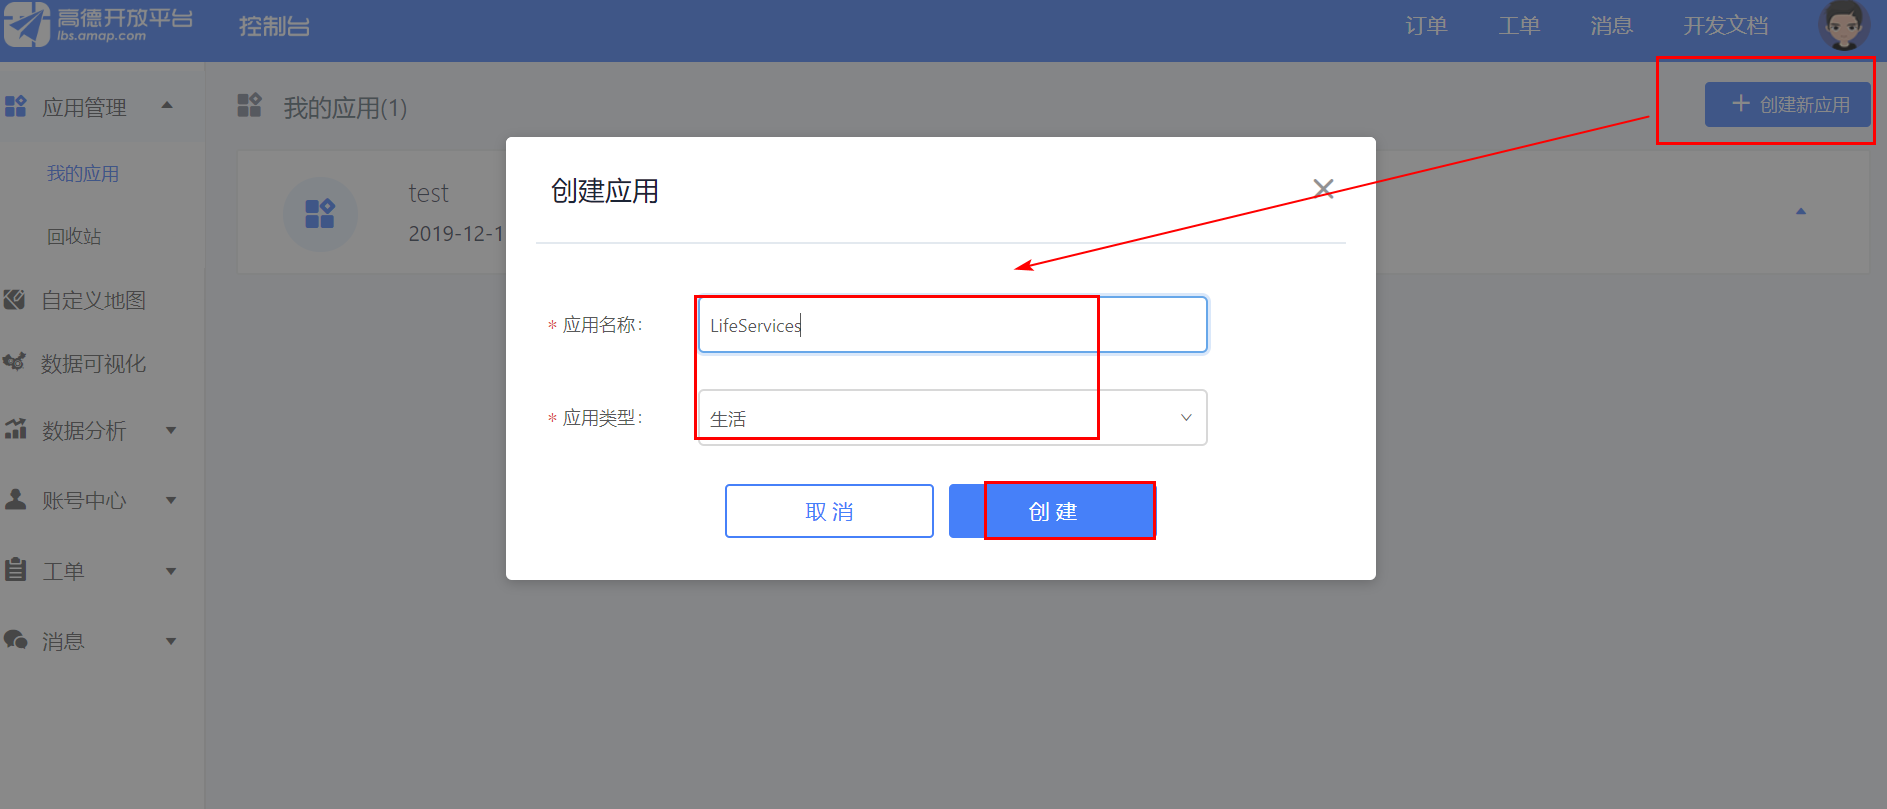 高德开放平台
lbs.amap.com
控制台
订单
工单
消息
开发文档
应用管理
我的应用
回收站
自定义地图
数据可视化
数据分析
账号中心
工单
消息
我的应用(1)
+ 创建新应用
test
2019-12-1
创建应用
* 应用名称:
LifeServices
* 应用类型:
生活
取 消
创 建